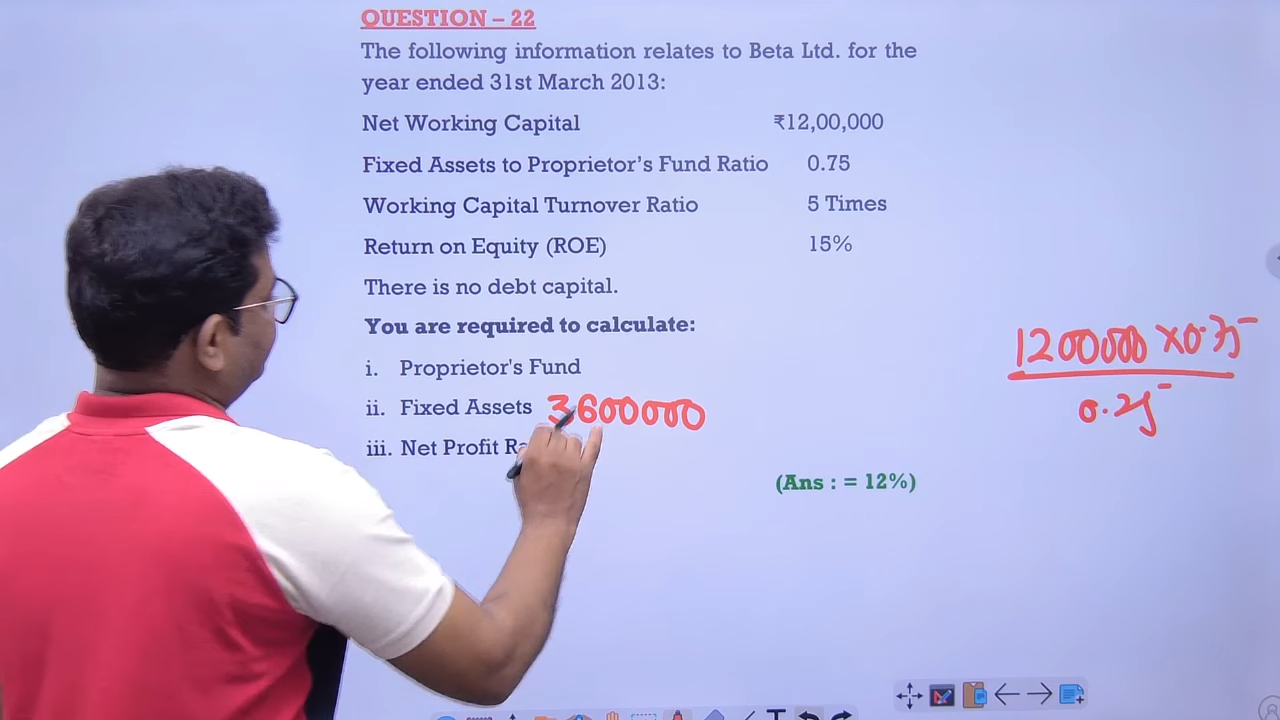 QUESTION – 22
The following information relates to Beta Ltd. for the
year ended 31st March 2013:
Net Working Capital ₹12,00,000
Fixed Assets to Proprietor's Fund Ratio 0.75
Working Capital Turnover Ratio 5 Times
Return on Equity (ROE) 15%
There is no debt capital.
You are required to calculate:
1200000 × 0.75
0.25
i. Proprietor's Fund
ii. Fixed Assets 3600000
iii. Net Profit
(Ans : = 12%)